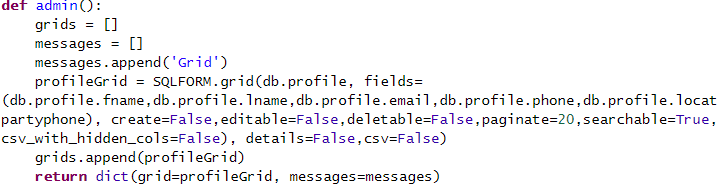 def admin():
    grids = []
    messages = []
    messages.append('Grid')
    profileGrid = SQLFORM.grid(db.profile, fields=
(db.profile.fname,db.profile.lname,db.profile.email,db.profile.phone,db.profile.locat
partyphone), create=False,editable=False,deletable=False,paginate=20,searchable=True,
csv_with_hidden_cols=False), details=False,csv=False)
    grids.append(profileGrid)
    return dict(grid=profileGrid, messages=messages)